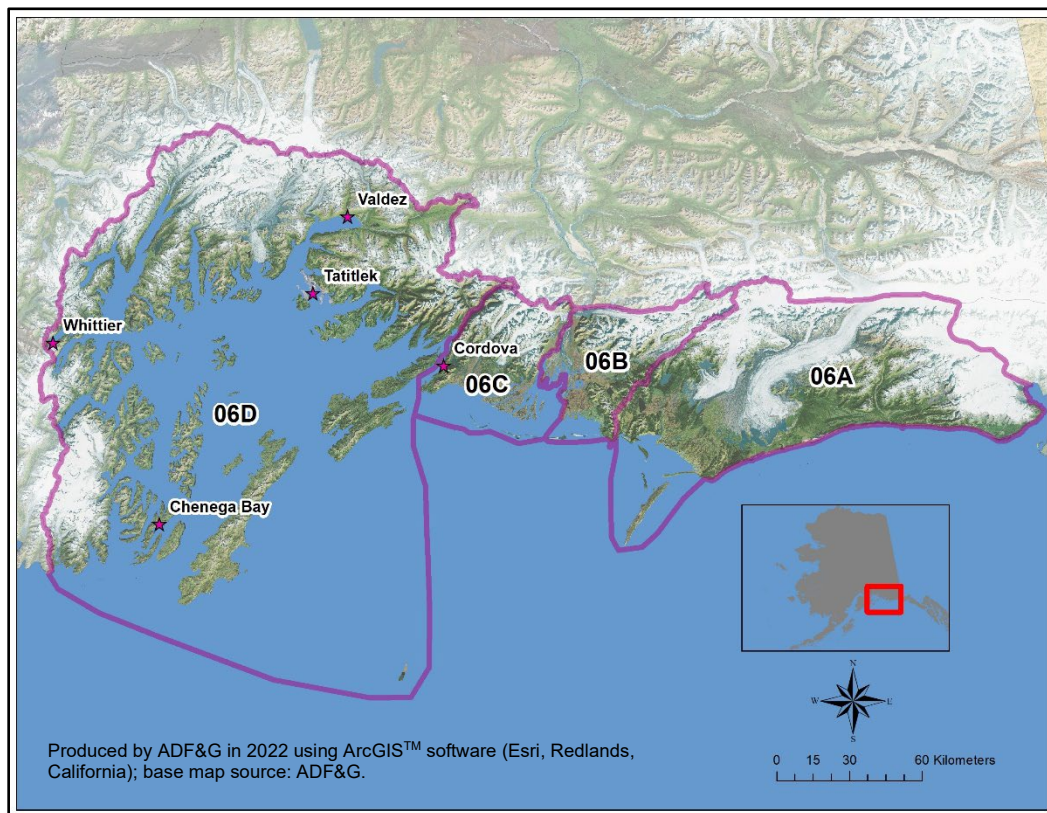 Valdez
Tatitlek
Whittier
Cordova
06B
06C
06A
06D
Chenega Bay
N
W
E
S
Produced by ADF&G in 2022 using ArcGIS™ software (Esri, Redlands,
California); base map source: ADF&G.
0 15 30 60 Kilometers